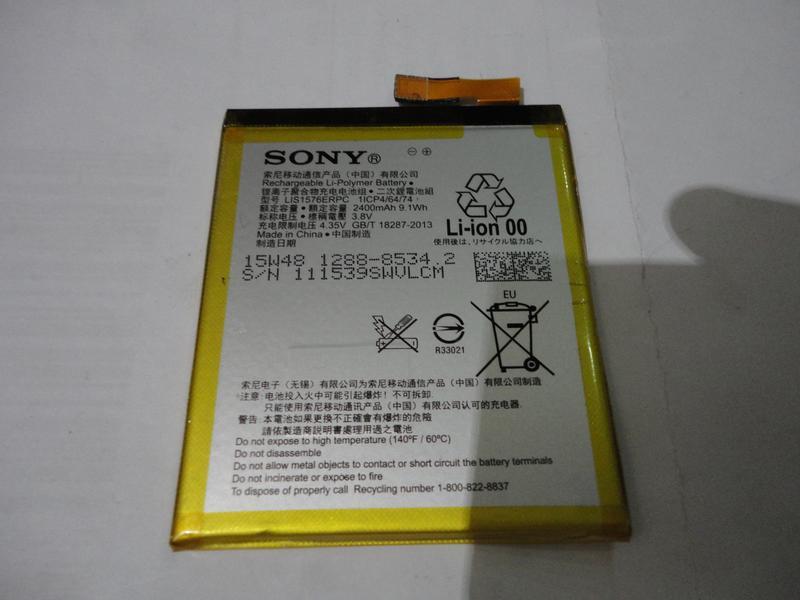 SONY®
⊖ ⊕
索尼移动通信产品（中国）有限公司
Rechargeable Li-Polymer Battery •
鋰離子聚合物充电电池組 • 二次鋰電池組
型号 • LIS1576ERPC 1ICP4/64/74
額定容量 • 額定容量 2400mAh 9.1Wh
标称电压 • 標稱電壓 3.8V
充电限制电压 4.35V GB/T 18287-2013
Made in China • 中国制造
制造日期
Li-ion 00
使用後は、リサイクル協力店へ
15W48 1288-8534.2
S/N 111539SWVLCM
EU
R33021
索尼电子（无锡）有限公司为索尼移动通信产品（中国）有限公司制造
注意: 电池投入火中可能引起爆炸! 不可拆卸.
只能使用索尼移动通讯产品（中国）有限公司认可的充电器.
警告: 本電池如果更換不正確會有爆炸的危險
請依製造商説明書處理用過之電池
Do not expose to high temperature (140°F / 60°C)
Do not disassemble
Do not allow metal objects to contact or short circuit the battery terminals
Do not incinerate or expose to fire
To dispose of properly call Recycling number 1-800-822-8837